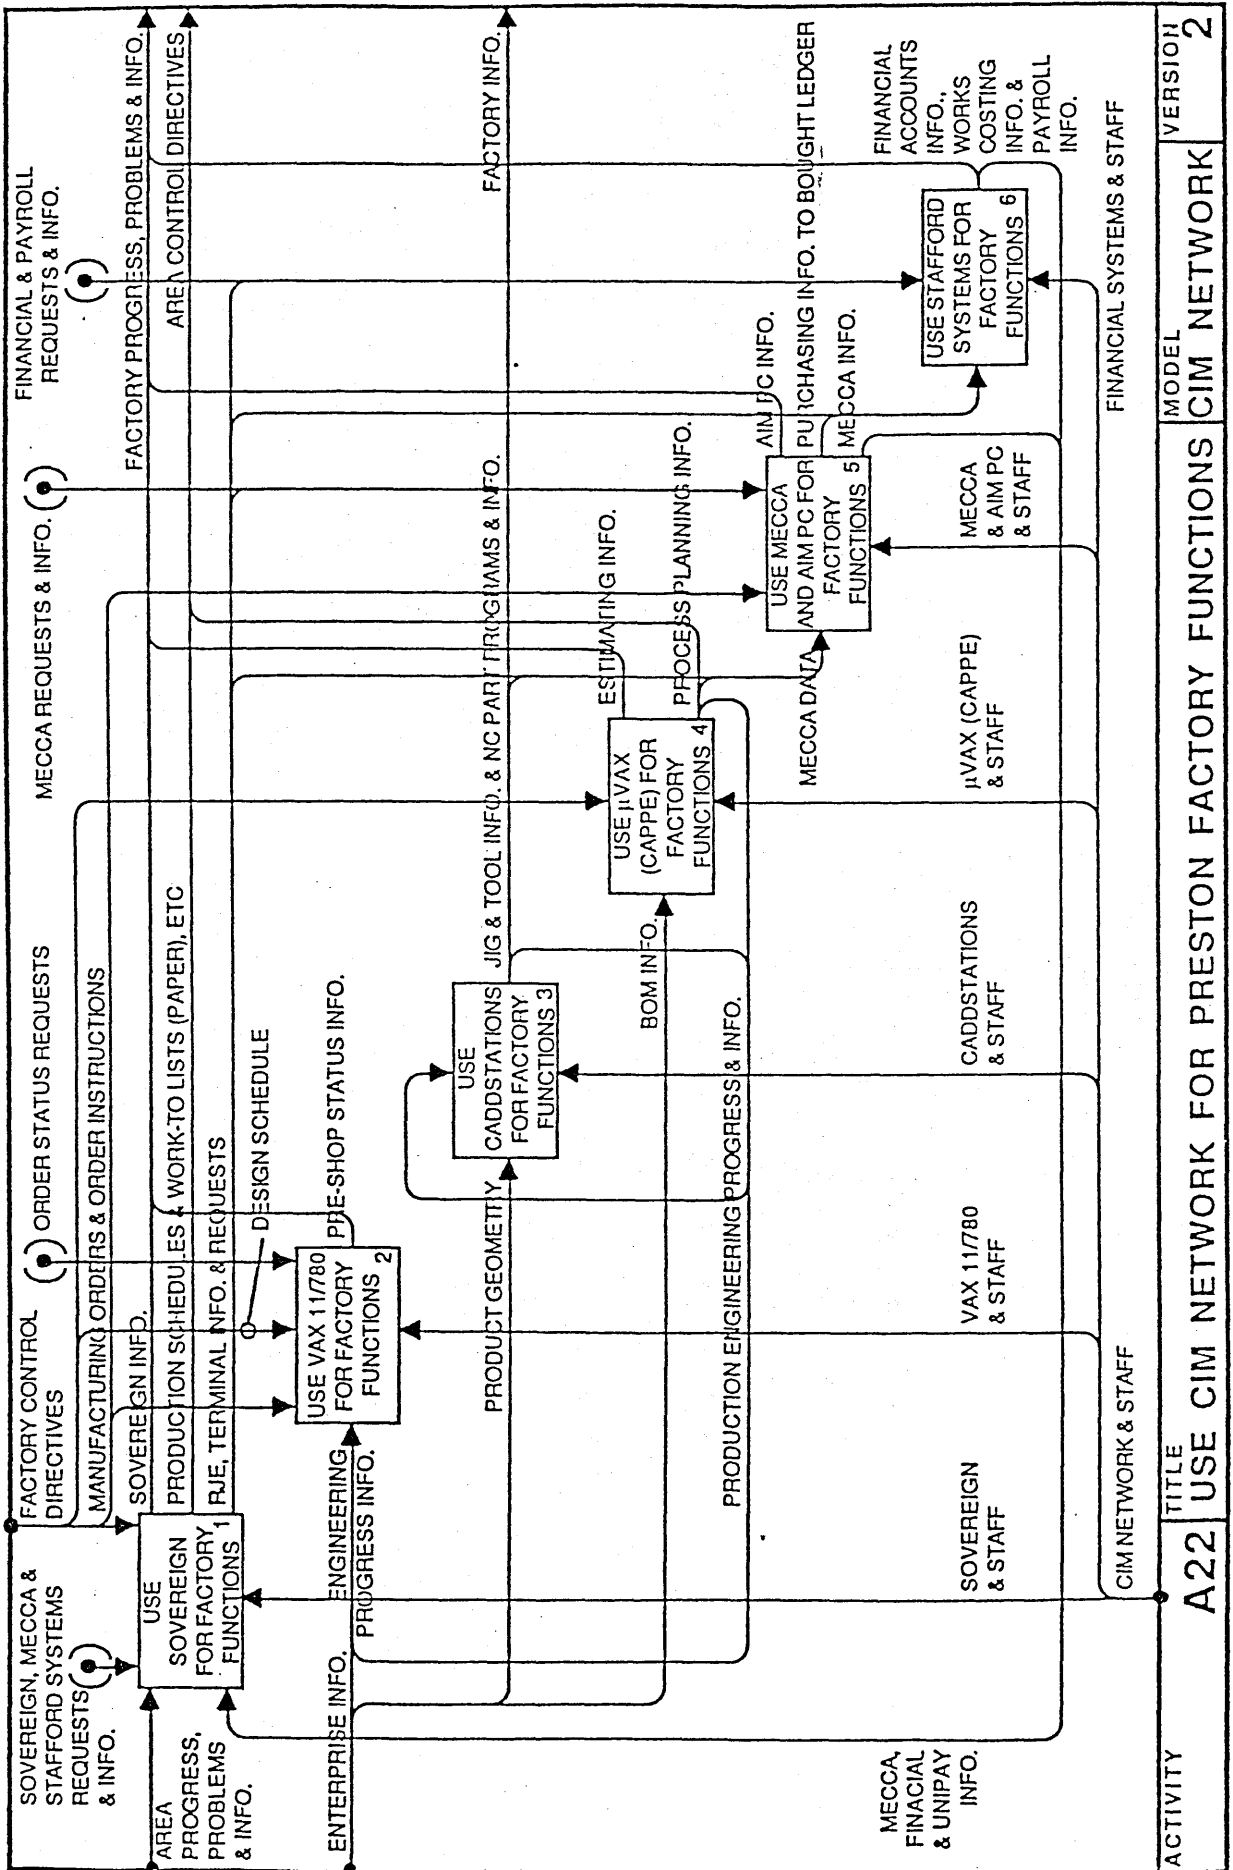 SOVEREIGN, MECCA &
STAFFORD SYSTEMS
REQUESTS
& INFO.
FACTORY CONTROL
DIRECTIVES
ORDER STATUS REQUESTS
MECCA REQUESTS & INFO.
FINANCIAL & PAYROLL
REQUESTS & INFO.
MANUFACTURING ORDERS & ORDER INSTRUCTIONS
SOVEREIGN INFO.
FACTORY PROGRESS, PROBLEMS & INFO.
PRODUCTION SCHEDULES & WORK-TO LISTS (PAPER), ETC
AREA CONTROL DIRECTIVES
RJE, TERMINAL INFO. & REQUESTS
DESIGN SCHEDULE
AREA
PROGRESS,
PROBLEMS
& INFO.
USE
SOVEREIGN
FOR FACTORY
FUNCTIONS 1
ENTERPRISE INFO.
ENGINEERING
PROGRESS INFO.
USE VAX 11/780
FOR FACTORY
FUNCTIONS 2
PRE-SHOP STATUS INFO.
PRODUCT GEOMETRY
USE
CADDSTATIONS
FOR FACTORY
FUNCTIONS 3
JIG & TOOL INFO. & NC PART PROGRAMS & INFO.
FACTORY INFO.
BOM INFO.
USE µVAX
(CAPPE) FOR
FACTORY
FUNCTIONS 4
ESTIMATING INFO.
PROCESS PLANNING INFO.
PRODUCTION ENGINEERING PROGRESS & INFO.
MECCA DATA
USE MECCA
AND AIM PC FOR
FACTORY
FUNCTIONS 5
AIM PC INFO.
PURCHASING INFO. TO BOUGHT LEDGER
MECCA INFO.
USE STAFFORD
SYSTEMS FOR
FACTORY
FUNCTIONS 6
FINANCIAL
ACCOUNTS
INFO.,
WORKS
COSTING
INFO. &
PAYROLL
INFO.
MECCA,
FINACIAL
& UNIPAY
INFO.
SOVEREIGN
& STAFF
VAX 11/780
& STAFF
CADDSTATIONS
& STAFF
µVAX (CAPPE)
& STAFF
MECCA
& AIM PC
& STAFF
FINANCIAL SYSTEMS & STAFF
CIM NETWORK & STAFF
ACTIVITY
A22
TITLE
USE CIM NETWORK FOR PRESTON FACTORY FUNCTIONS
MODEL
CIM NETWORK
VERSION
2